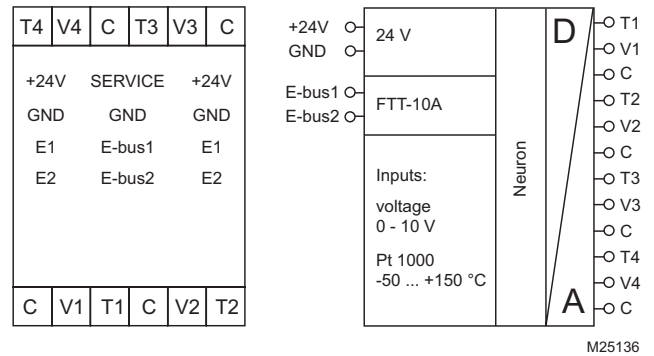 T4 V4 C T3 V3 C
+24V SERVICE +24V
GND GND GND
E1 E-bus1 E1
E2 E-bus2 E2
C V1 T1 C V2 T2
+24V
GND
E-bus1
E-bus2
24 V
FTT-10A
Inputs:
voltage
0 - 10 V
Pt 1000
-50 ... +150 °C
Neuron
D
A
T1
V1
C
T2
V2
C
T3
V3
C
T4
V4
C
M25136